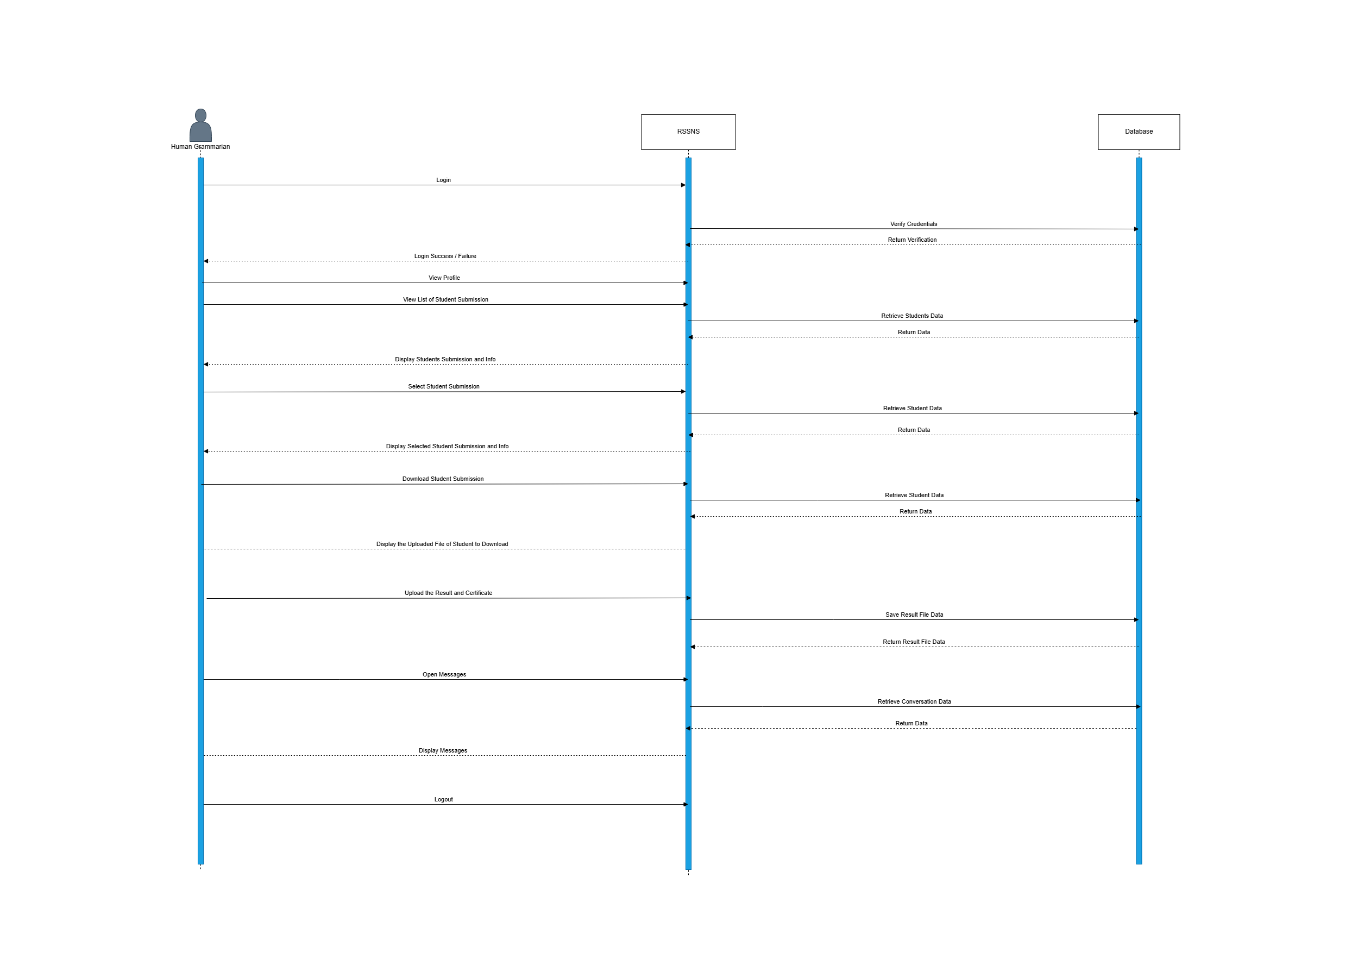 Human Grammarian
RSSNS
Database
Login
Verify Credentials
Return Verification
Login Success / Failure
View Profile
View List of Student Submission
Retrieve Students Data
Return Data
Display Students Submission and Info
Select Student Submission
Retrieve Student Data
Return Data
Display Selected Student Submission and Info
Download Student Submission
Retrieve Student Data
Return Data
Display the Uploaded File of Student to Download
Upload the Result and Certificate
Save Result File Data
Return Result File Data
Open Messages
Retrieve Conversation Data
Return Data
Display Messages
Logout